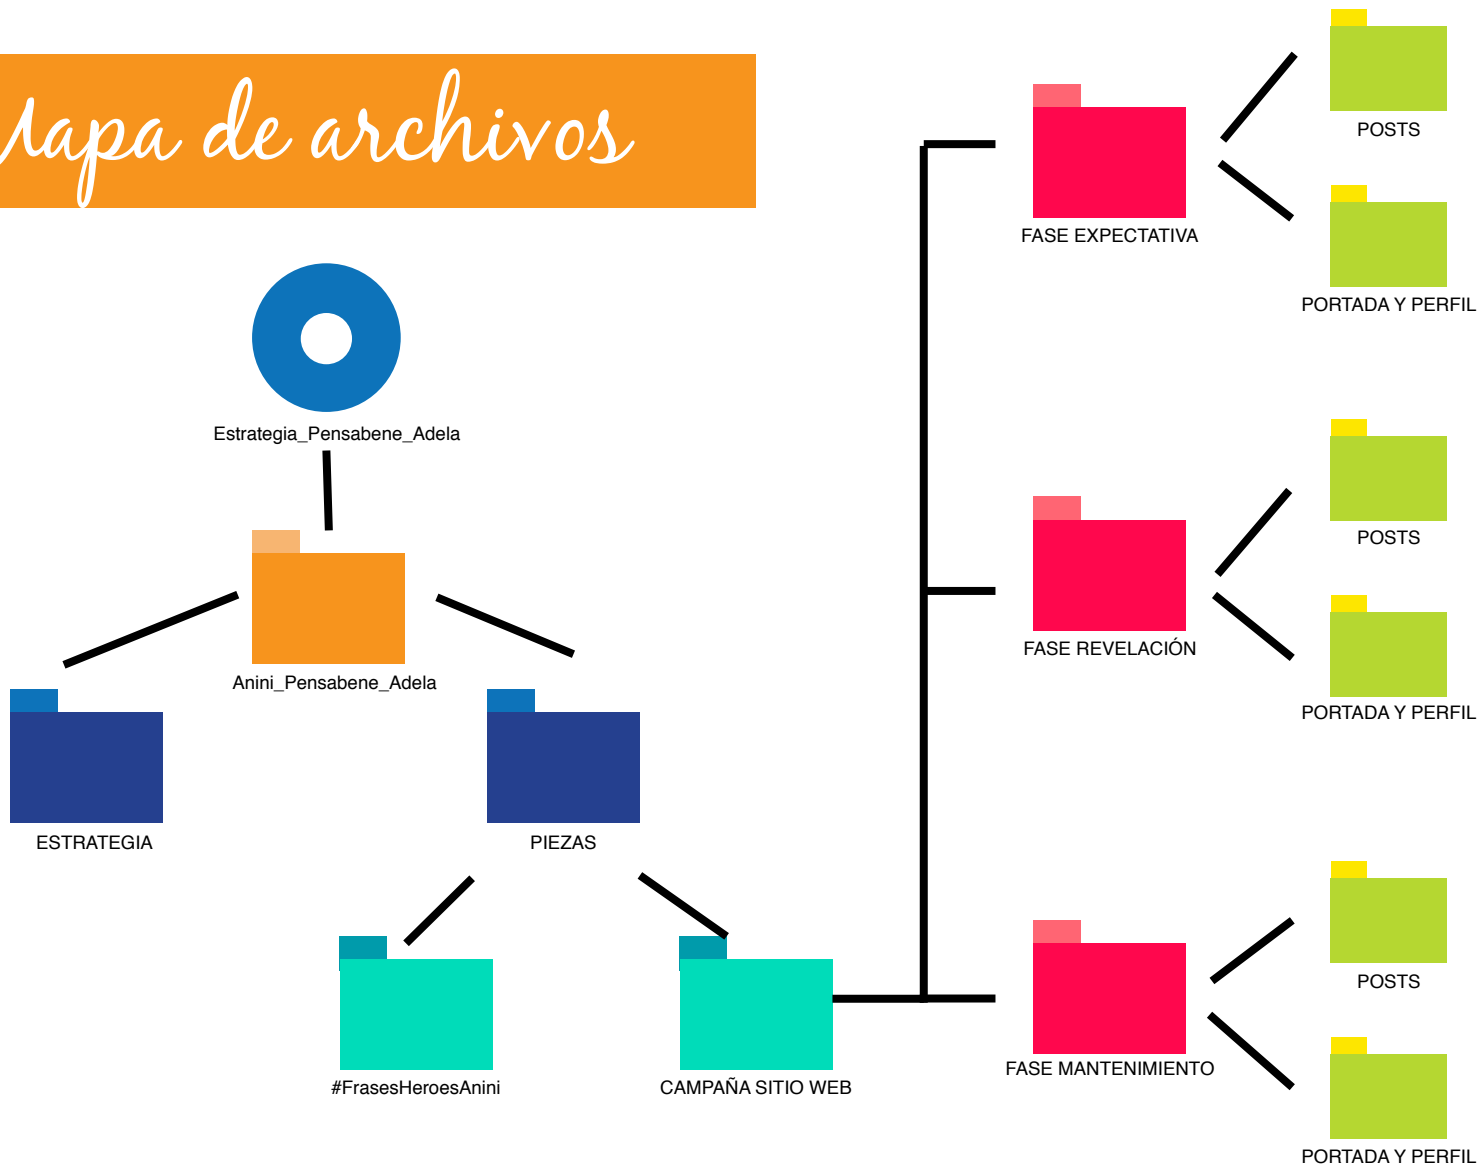 Mapa de archivos
Estrategia_Pensabene_Adela
Anini_Pensabene_Adela
ESTRATEGIA
PIEZAS
#FrasesHeroesAnini
CAMPAÑA SITIO WEB
FASE EXPECTATIVA
POSTS
PORTADA Y PERFIL
FASE REVELACIÓN
POSTS
PORTADA Y PERFIL
FASE MANTENIMIENTO
POSTS
PORTADA Y PERFIL